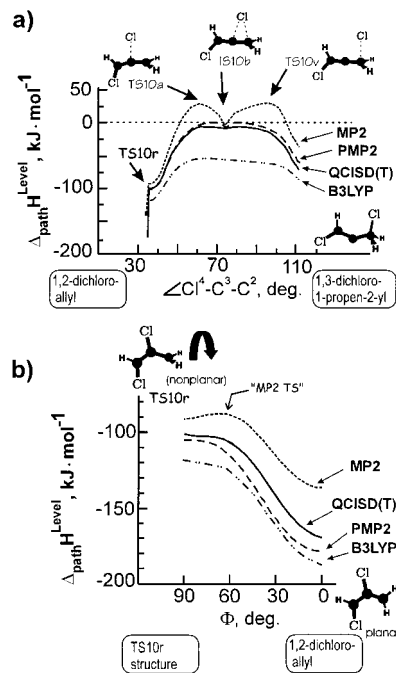 a)
Cl
Cl
H
H
H
TS10a
Cl
Cl
H
H
H
TS10b
Cl
Cl
H
H
H
TS10v
50
0
-100
-200
TS10r
MP2
PMP2
QCISD(T)
B3LYP
Cl
H
H
H
Cl
Δ_path H^Level, kJ·mol⁻¹
30 50 70 90 110
∠Cl⁴-C³-C², deg.
1,2-dichloro-
allyl
1,3-dichloro-
1-propen-2-yl
b)
Cl
H
H
H
Cl
(nonplanar)
TS10r
"MP2 TS"
-100
-150
-200
MP2
QCISD(T)
PMP2
B3LYP
Δ_path H^Level, kJ·mol⁻¹
90 60 30 0
Φ, deg.
Cl
H
H
H
Cl
plana
TS10r
structure
1,2-dichloro-
allyl